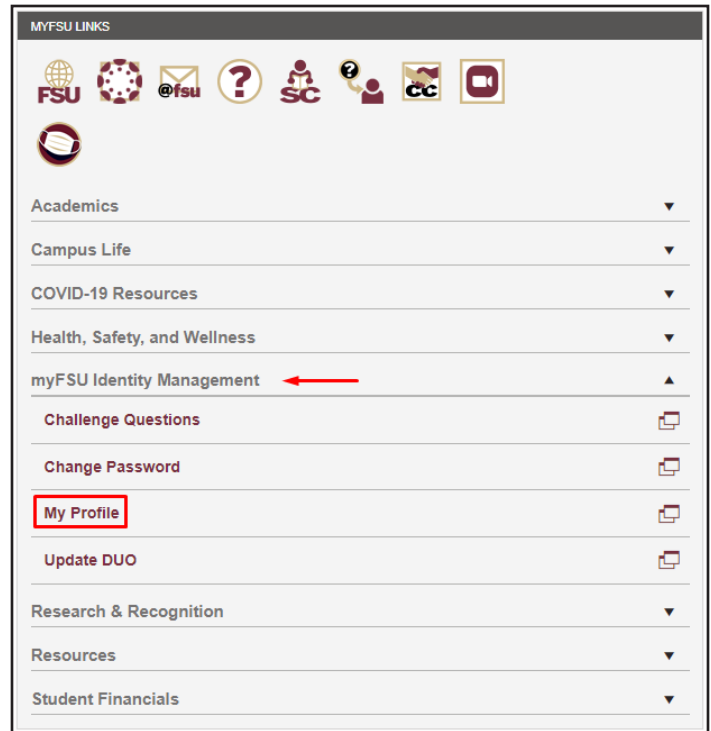 MYFSU LINKS
FSU @fsu ? SC ? CC
Academics
Campus Life
COVID-19 Resources
Health, Safety, and Wellness
myFSU Identity Management
Challenge Questions
Change Password
My Profile
Update DUO
Research & Recognition
Resources
Student Financials